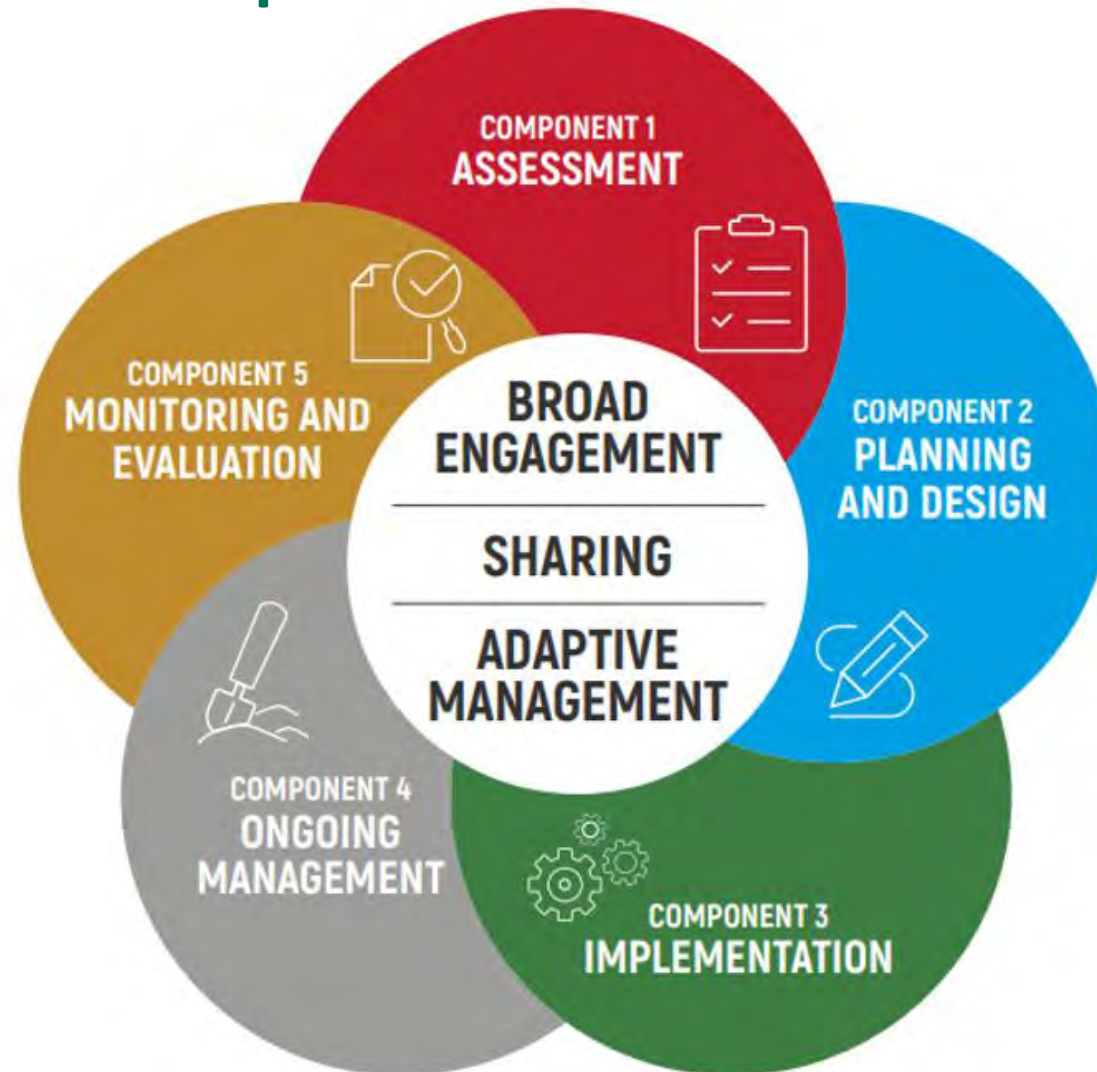 COMPONENT 1
ASSESSMENT
COMPONENT 2
PLANNING
AND DESIGN
COMPONENT 3
IMPLEMENTATION
COMPONENT 4
ONGOING
MANAGEMENT
COMPONENT 5
MONITORING AND
EVALUATION
BROAD
ENGAGEMENT
SHARING
ADAPTIVE
MANAGEMENT